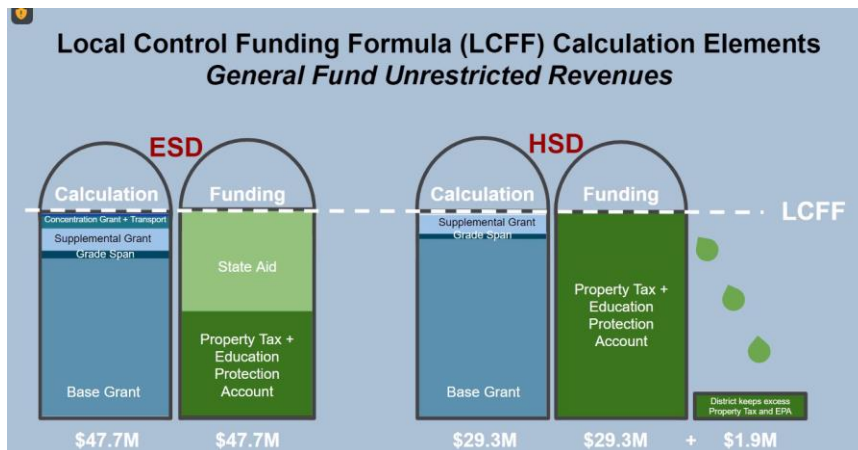 Local Control Funding Formula (LCFF) Calculation Elements
General Fund Unrestricted Revenues
ESD
HSD
Calculation
Funding
Calculation
Funding
LCFF
Concentration Grant + Transport
Supplemental Grant
Grade Span
Base Grant
State Aid
Property Tax +
Education
Protection
Account
Supplemental Grant
Grade Span
Base Grant
Property Tax +
Education
Protection
Account
District keeps excess
Property Tax and EPA
$47.7M
$47.7M
$29.3M
$29.3M
+
$1.9M